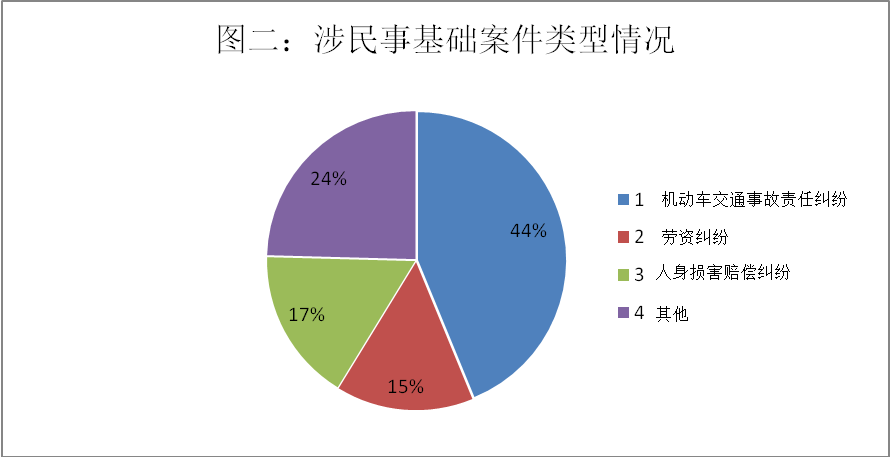 图二：涉民事基础案件类型情况
24%
44%
17%
15%
1 机动车交通事故责任纠纷
2 劳资纠纷
3 人身损害赔偿纠纷
4 其他